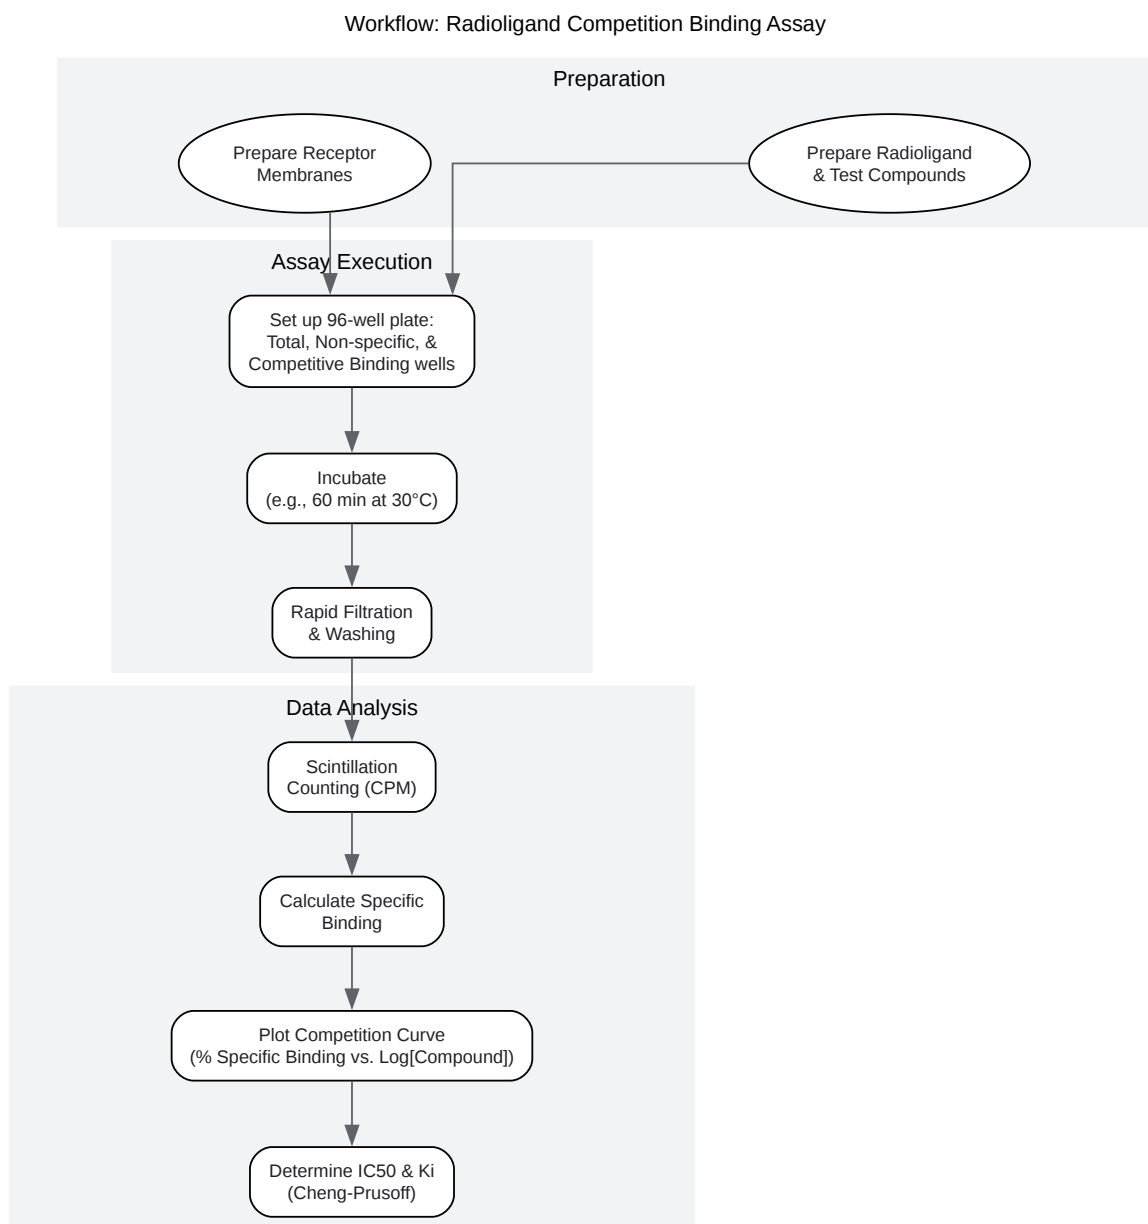 Workflow: Radioligand Competition Binding Assay
Preparation
Prepare Receptor
Membranes
Prepare Radioligand
& Test Compounds
Assay Execution
Set up 96-well plate:
Total, Non-specific, &
Competitive Binding wells
Incubate
(e.g., 60 min at 30°C)
Rapid Filtration
& Washing
Data Analysis
Scintillation
Counting (CPM)
Calculate Specific
Binding
Plot Competition Curve
(% Specific Binding vs. Log[Compound])
Determine IC50 & Ki
(Cheng-Prusoff)